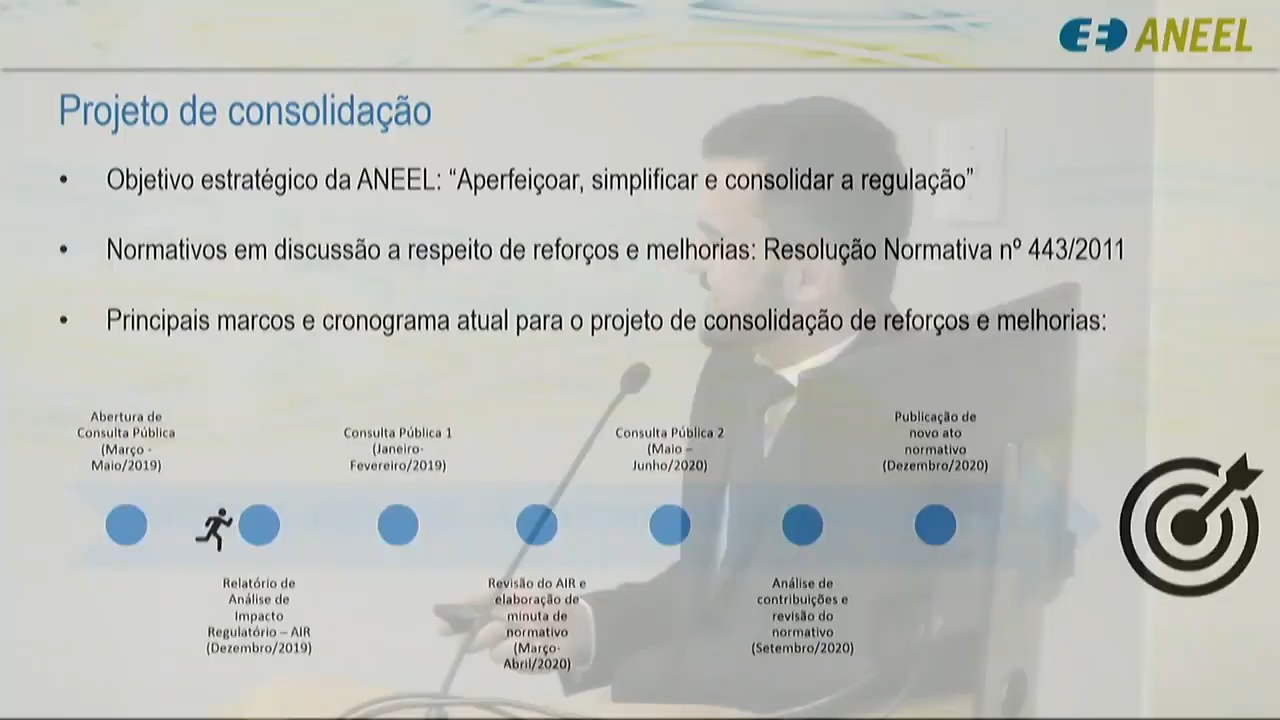 ANEEL
Projeto de consolidação
• Objetivo estratégico da ANEEL: “Aperfeiçoar, simplificar e consolidar a regulação”
• Normativos em discussão a respeito de reforços e melhorias: Resolução Normativa nº 443/2011
• Principais marcos e cronograma atual para o projeto de consolidação de reforços e melhorias:
Abertura de
Consulta Pública
(Março -
Maio/2019)
Relatório de
Análise de
Impacto
Regulatório – AIR
(Dezembro/2019)
Consulta Pública 1
(Janeiro-
Fevereiro/2019)
Revisão do AIR e
elaboração de
minuta de
normativo
(Março-
Abril/2020)
Consulta Pública 2
(Maio –
Junho/2020)
Análise de
contribuições e
revisão do
normativo
(Setembro/2020)
Publicação de
novo ato
normativo
(Dezembro/2020)